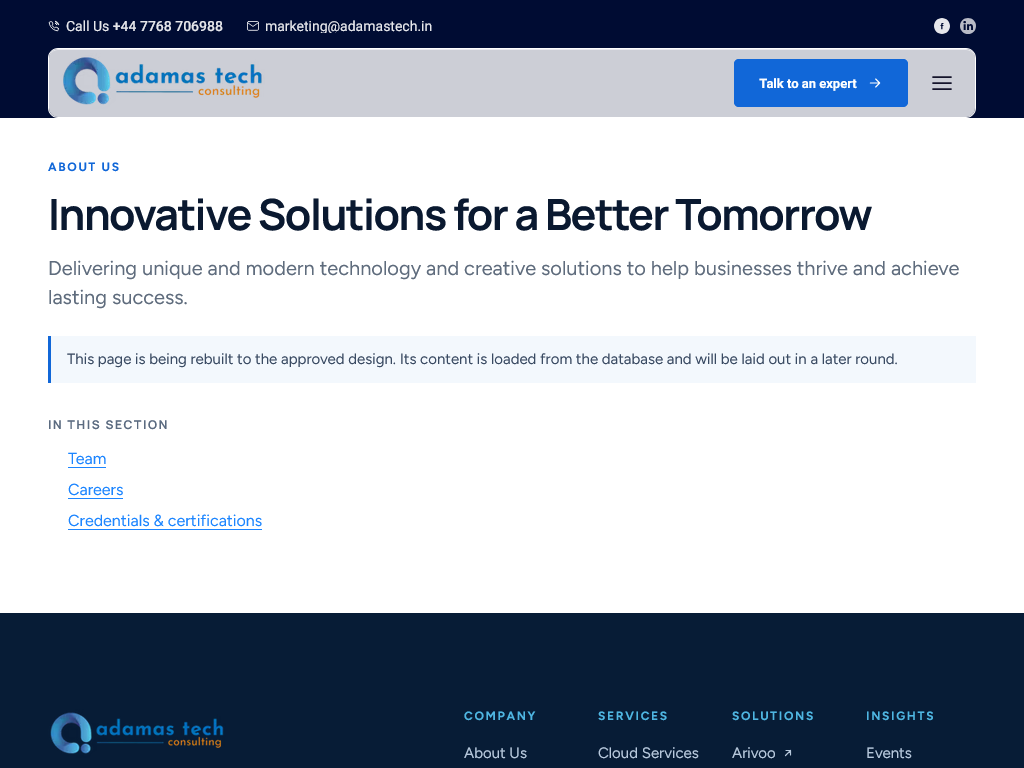 Call Us +44 7768 706988
marketing@adamastech.in
adamas tech
consulting
Talk to an expert
ABOUT US
Innovative Solutions for a Better Tomorrow
Delivering unique and modern technology and creative solutions to help businesses thrive and achieve
lasting success.
This page is being rebuilt to the approved design. Its content is loaded from the database and will be laid out in a later round.
IN THIS SECTION
Team
Careers
Credentials & certifications
adamas tech
consulting
COMPANY
SERVICES
SOLUTIONS
INSIGHTS
About Us
Cloud Services
Arivoo
Events